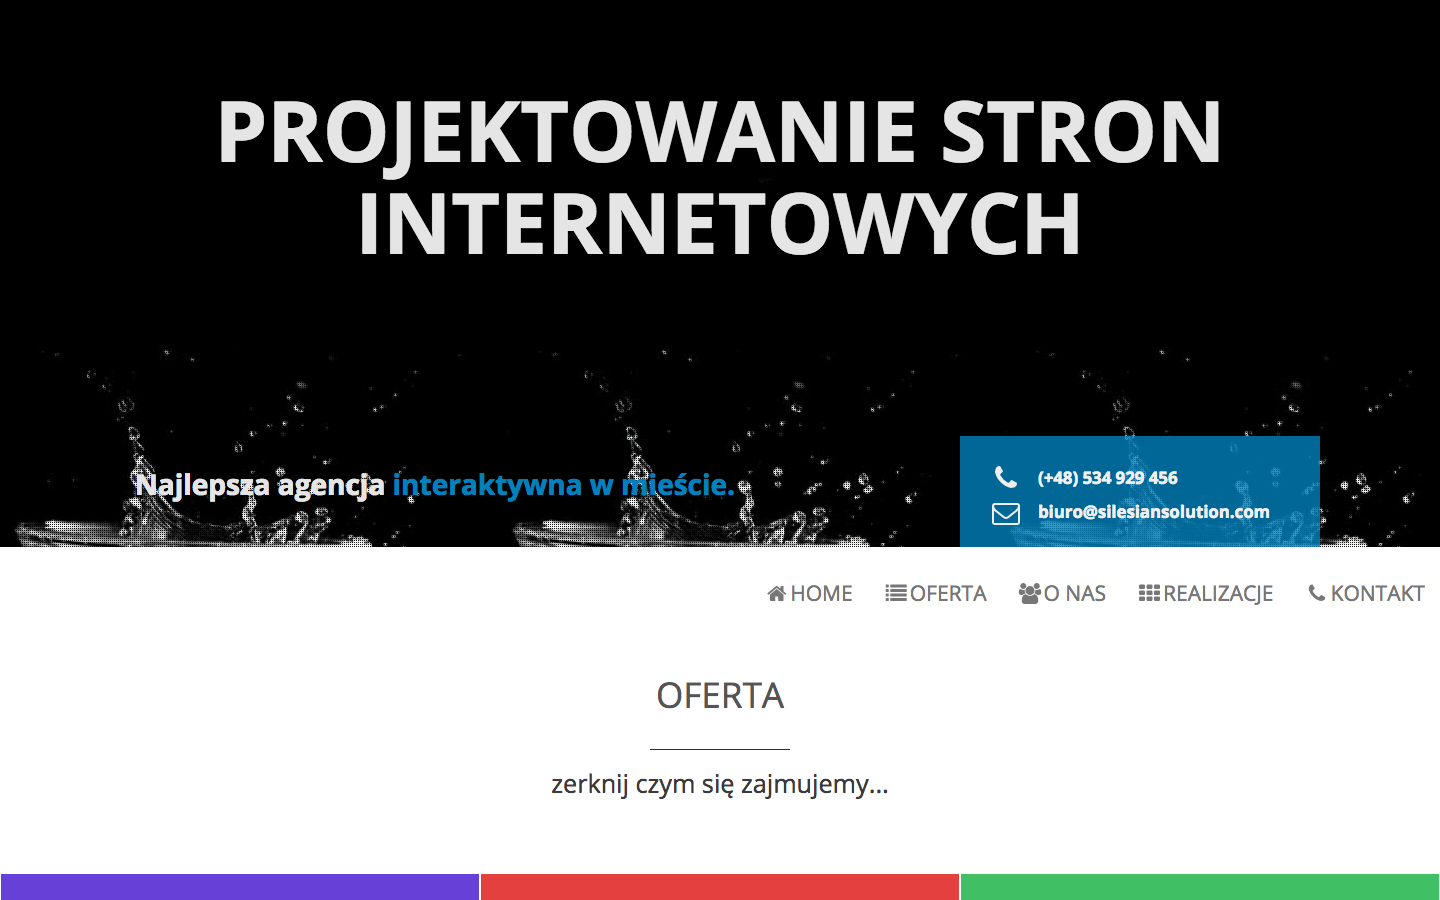 PROJEKTOWANIE STRON
INTERNETOWYCH
Najlepsza agencja interaktywna w mieście.
(+48) 534 929 456
biuro@silesiansolution.com
HOME OFERTA O NAS REALIZACJE KONTAKT
OFERTA
zerknij czym się zajmujemy...